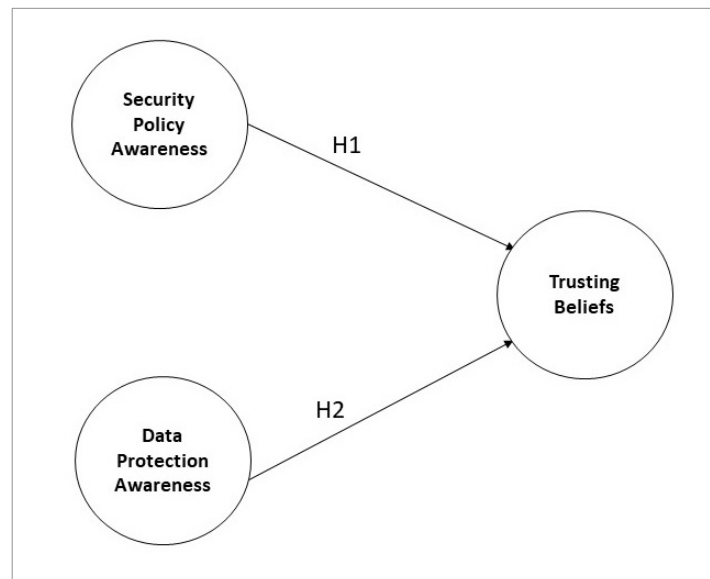 Security
Policy
Awareness
H1
Trusting
Beliefs
H2
Data
Protection
Awareness